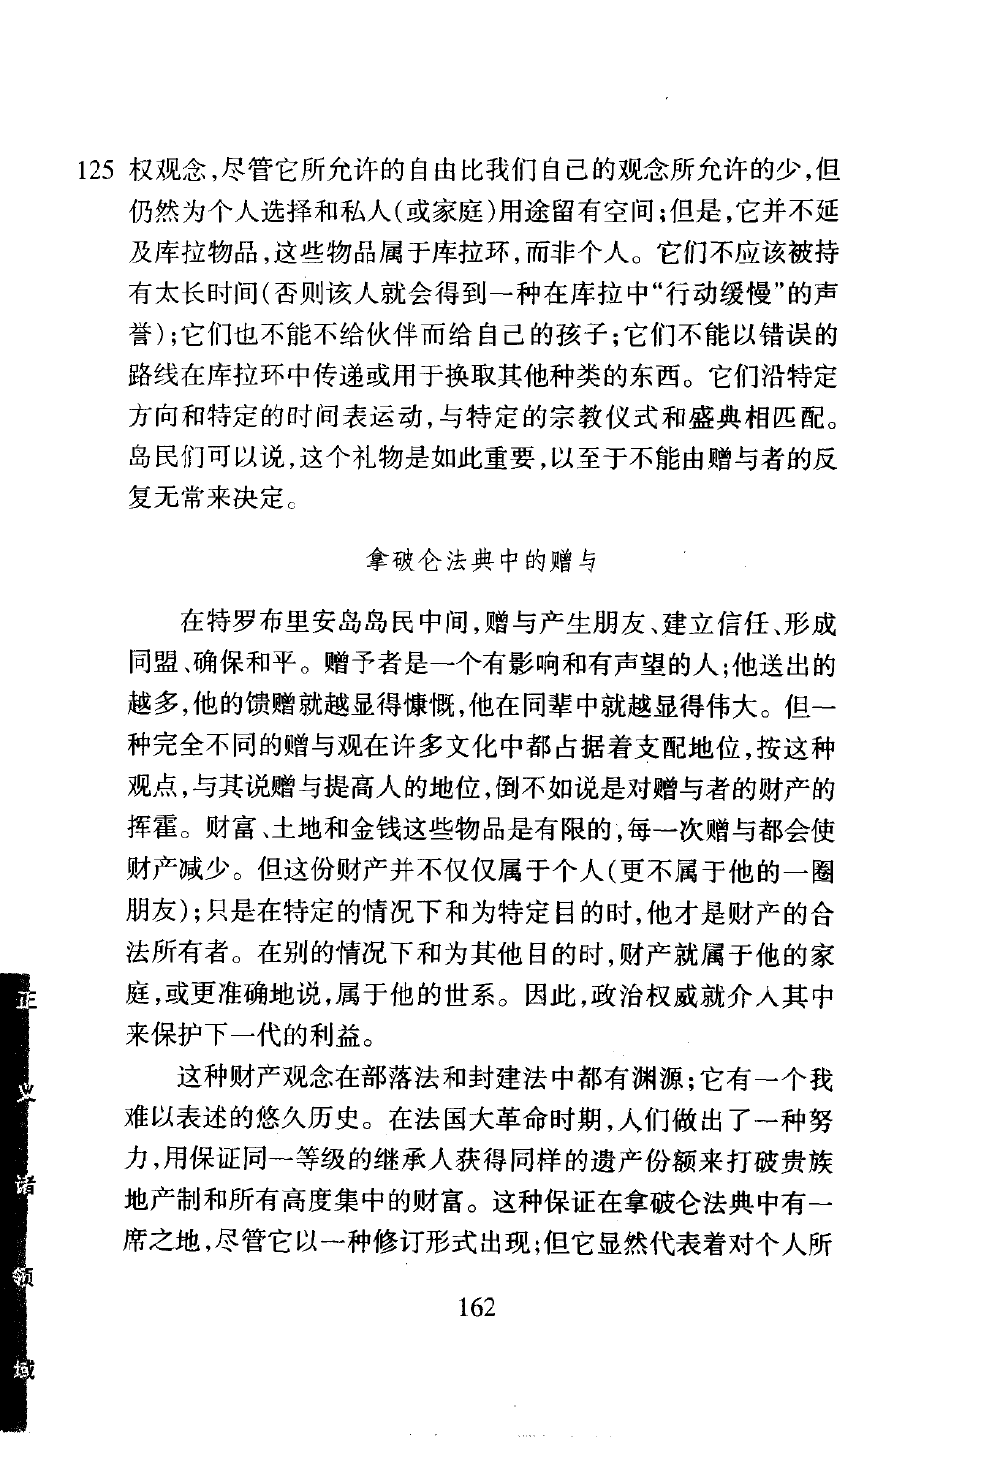 125 权观念,尽管它所允许的自由比我们自己的观念所允许的少,但
仍然为个人选择和私人(或家庭)用途留有空间;但是,它并不延
及库拉物品,这些物品属于库拉环,而非个人。它们不应该被持
有太长时间(否则该人就会得到一种在库拉中“行动缓慢”的声
誉);它们也不能不给伙伴而给自己的孩子;它们不能以错误的
路线在库拉环中传递或用于换取其他种类的东西。它们沿特定
方向和特定的时间表运动,与特定的宗教仪式和盛典相匹配。
岛民们可以说,这个礼物是如此重要,以至于不能由赠与者的反
复无常来决定。
拿破仑法典中的赠与
在特罗布里安岛岛民中间,赠与产生朋友、建立信任、形成
同盟、确保和平。赠予者是一个有影响和有声望的人;他送出的
越多,他的馈赠就越显得慷慨,他在同辈中就越显得伟大。但一
种完全不同的赠与观在许多文化中都占据着支配地位,按这种
观点,与其说赠与提高人的地位,倒不如说是对赠与者的财产的
挥霍。财富、土地和金钱这些物品是有限的,每一次赠与都会使
财产减少。但这份财产并不仅仅属于个人(更不属于他的一圈
朋友);只是在特定的情况下和为特定目的时,他才是财产的合
法所有者。在别的情况下和为其他目的时,财产就属于他的家
庭,或更准确地说,属于他的世系。因此,政治权威就介入其中
来保护下一代的利益。
这种财产观念在部落法和封建法中都有渊源;它有一个我
难以表述的悠久历史。在法国大革命时期,人们做出了一种努
力,用保证同一等级的继承人获得同样的遗产份额来打破贵族
地产制和所有高度集中的财富。这种保证在拿破仑法典中有一
席之地,尽管它以一种修订形式出现;但它显然代表着对个人所
162
正义诸领域